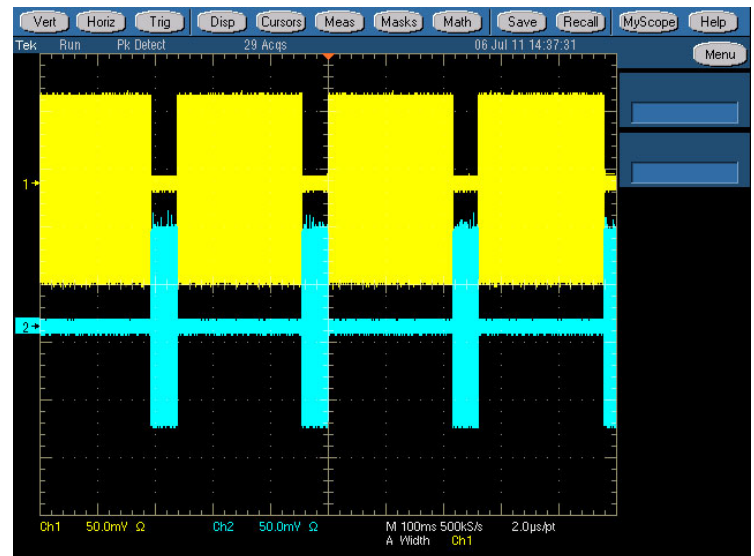 Vert Horiz Trig Disp Cursors Meas Masks Math Save Recall MyScope Help
Tek Run Pk Detect 29 Acqs 06 Jul 11 14:37:31
Menu
1
2
Ch1 50.0mV Ω Ch2 50.0mV Ω M 100ms 500kS/s 2.0µs/pt
A Width Ch1